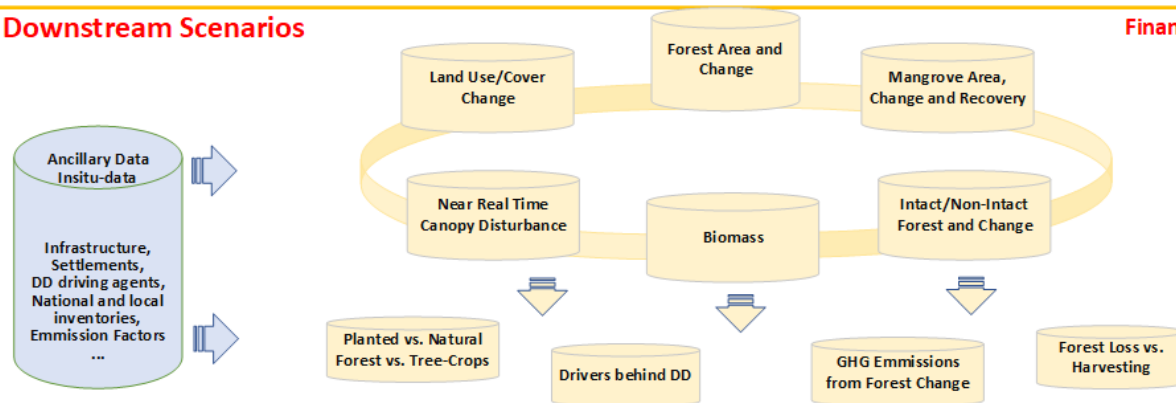 Downstream Scenarios
Finan
Forest Area and
Change
Land Use/Cover
Change
Mangrove Area,
Change and Recovery
Ancillary Data
Insitu-data
Near Real Time
Canopy Disturbance
Biomass
Intact/Non-Intact
Forest and Change
Infrastructure,
Settlements,
DD driving agents,
National and local
inventories,
Emmission Factors
...
Planted vs. Natural
Forest vs. Tree-Crops
Drivers behind DD
GHG Emmissions
from Forest Change
Forest Loss vs.
Harvesting